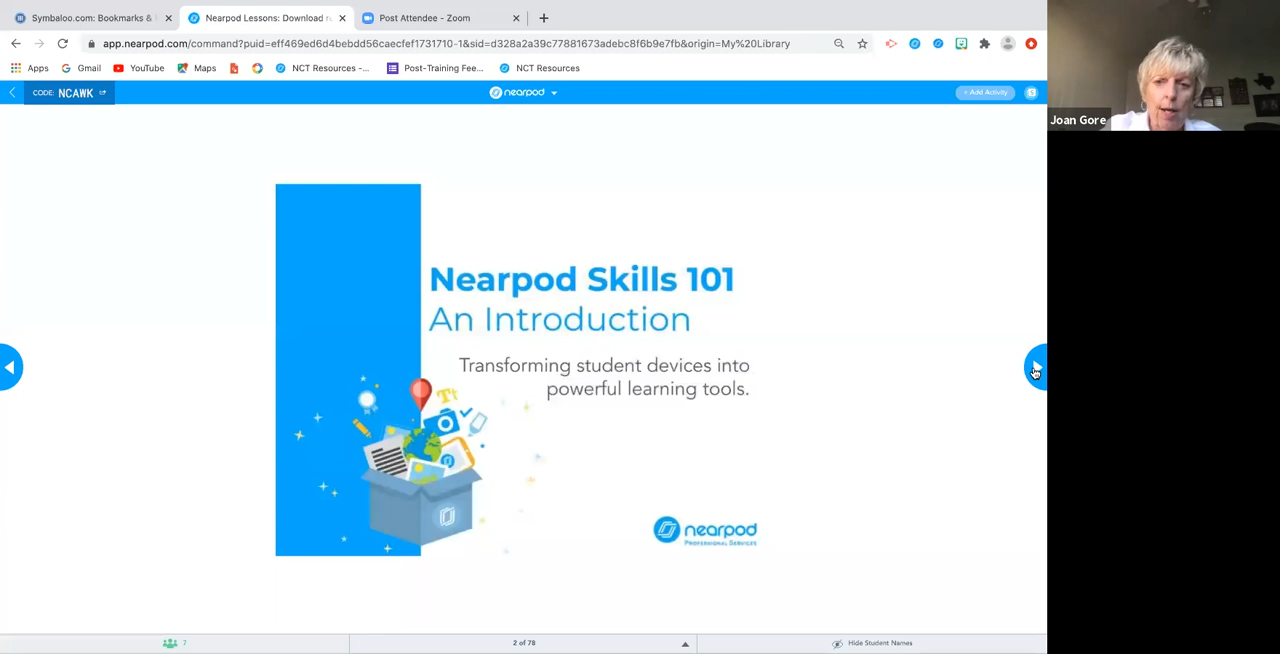 Symbaloo.com: Bookmarks &
Nearpod Lessons: Download r
Post Attendee - Zoom
app.nearpod.com/command?puid=eff469ed6d4bebdd56caecfef1731710-1&sid=d328a2a39c77881673adebc8f6b9e7fb&origin=My%20Library
Apps
Gmail
YouTube
Maps
NCT Resources -...
Post-Training Fee...
NCT Resources
CODE: NCAWK
nearpod
+ Add Activity
Joan Gore
Nearpod Skills 101
An Introduction
Transforming student devices into
powerful learning tools.
Tt
nearpod
PROFESSIONAL SERVICES
7
2 of 78
Hide Student Names